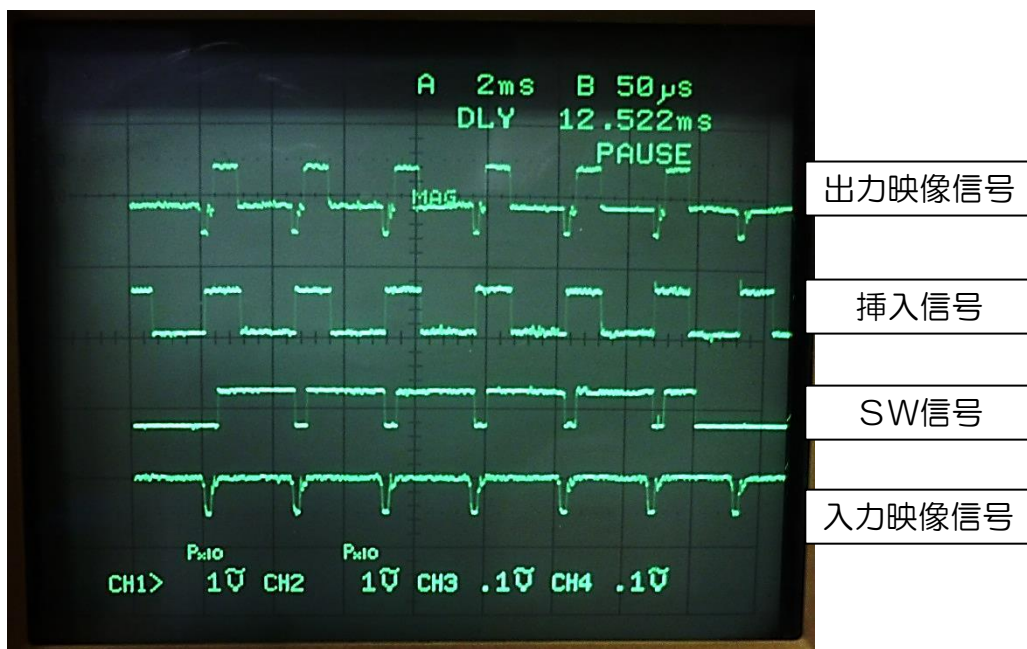 A 2ms B 50μs
DLY 12.522ms
PAUSE
MAG
出力映像信号
挿入信号
SW信号
入力映像信号
P×10 P×10
CH1> 1V CH2 1V CH3 .1V CH4 .1V